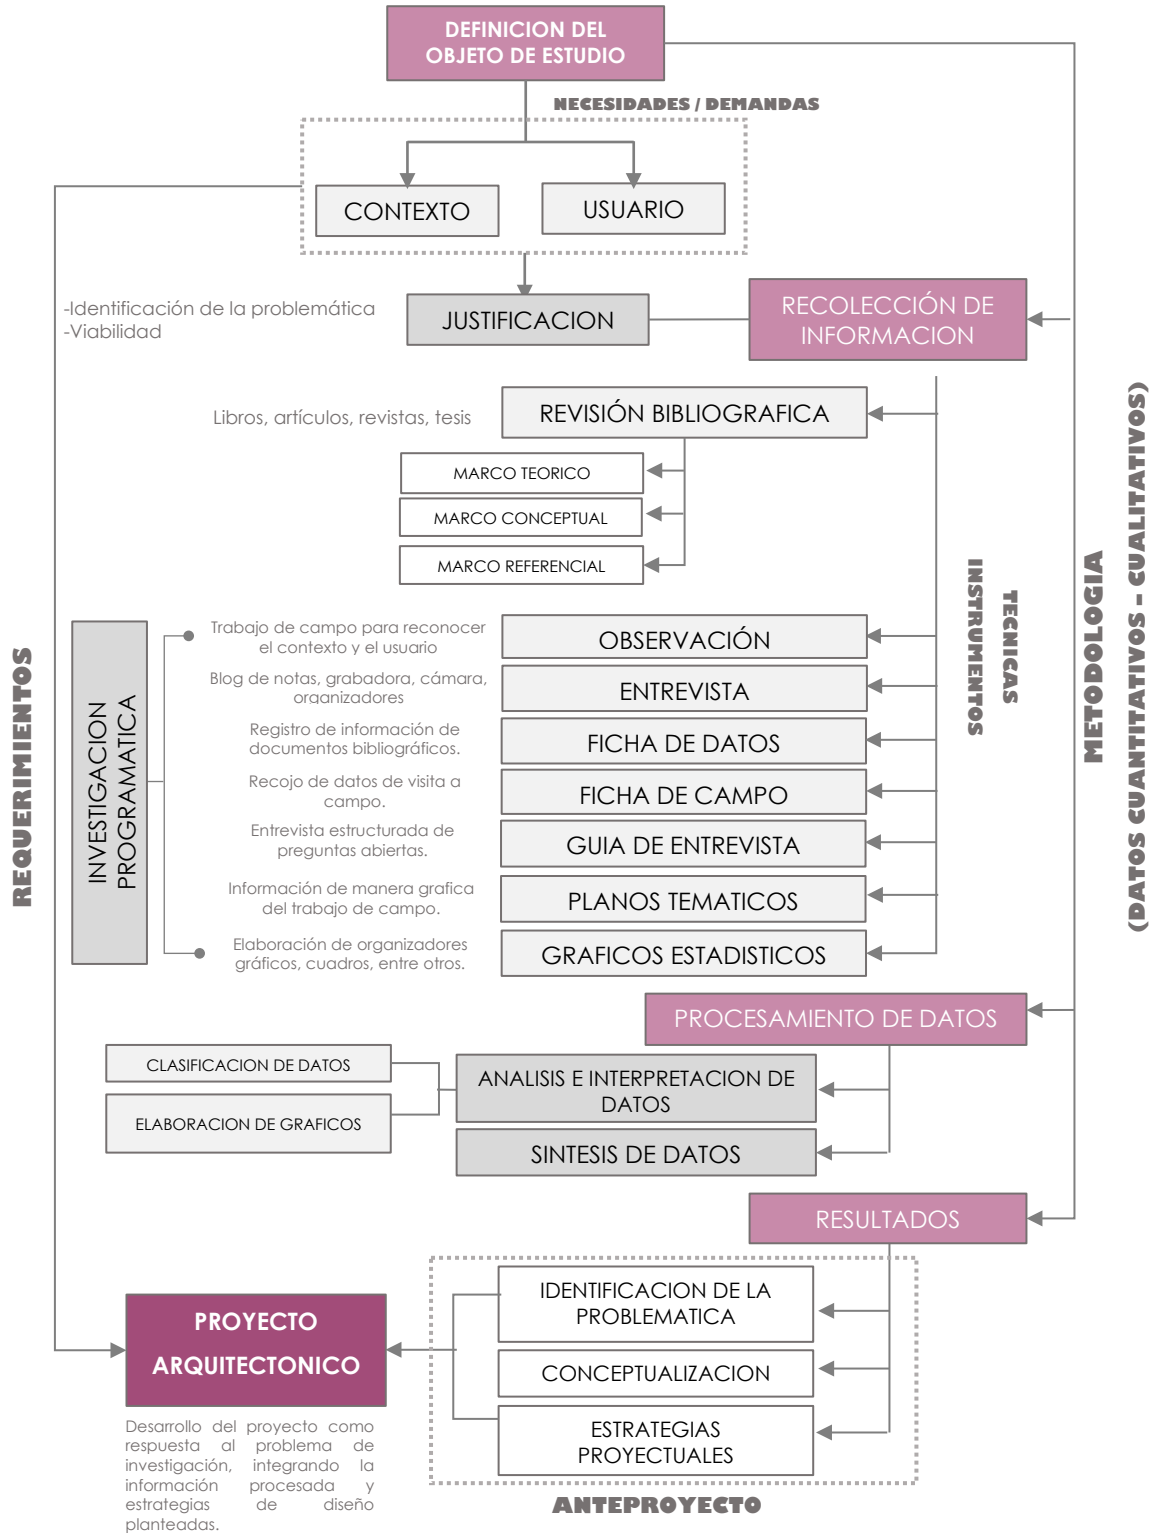 DEFINICION DEL
OBJETO DE ESTUDIO
NECESIDADES / DEMANDAS
CONTEXTO
USUARIO
-Identificación de la problemática
-Viabilidad
JUSTIFICACION
RECOLECCIÓN DE
INFORMACION
Libros, artículos, revistas, tesis
REVISIÓN BIBLIOGRAFICA
MARCO TEORICO
MARCO CONCEPTUAL
MARCO REFERENCIAL
TECNICAS
INSTRUMENTOS
METODOLOGIA
(DATOS CUANTITATIVOS – CUALITATIVOS)
REQUERIMIENTOS
INVESTIGACION
PROGRAMATICA
Trabajo de campo para reconocer
el contexto y el usuario
OBSERVACIÓN
Blog de notas, grabadora, cámara,
organizadores
ENTREVISTA
Registro de información de
documentos bibliográficos.
FICHA DE DATOS
Recojo de datos de visita a
campo.
FICHA DE CAMPO
Entrevista estructurada de
preguntas abiertas.
GUIA DE ENTREVISTA
Información de manera grafica
del trabajo de campo.
PLANOS TEMATICOS
Elaboración de organizadores
gráficos, cuadros, entre otros.
GRAFICOS ESTADISTICOS
PROCESAMIENTO DE DATOS
CLASIFICACION DE DATOS
ELABORACION DE GRAFICOS
ANALISIS E INTERPRETACION DE
DATOS
SINTESIS DE DATOS
RESULTADOS
IDENTIFICACION DE LA
PROBLEMATICA
CONCEPTUALIZACION
ESTRATEGIAS
PROYECTUALES
ANTEPROYECTO
PROYECTO
ARQUITECTONICO
Desarrollo del proyecto como
respuesta al problema de
investigación, integrando la
información procesada y
estrategias de diseño
planteadas.